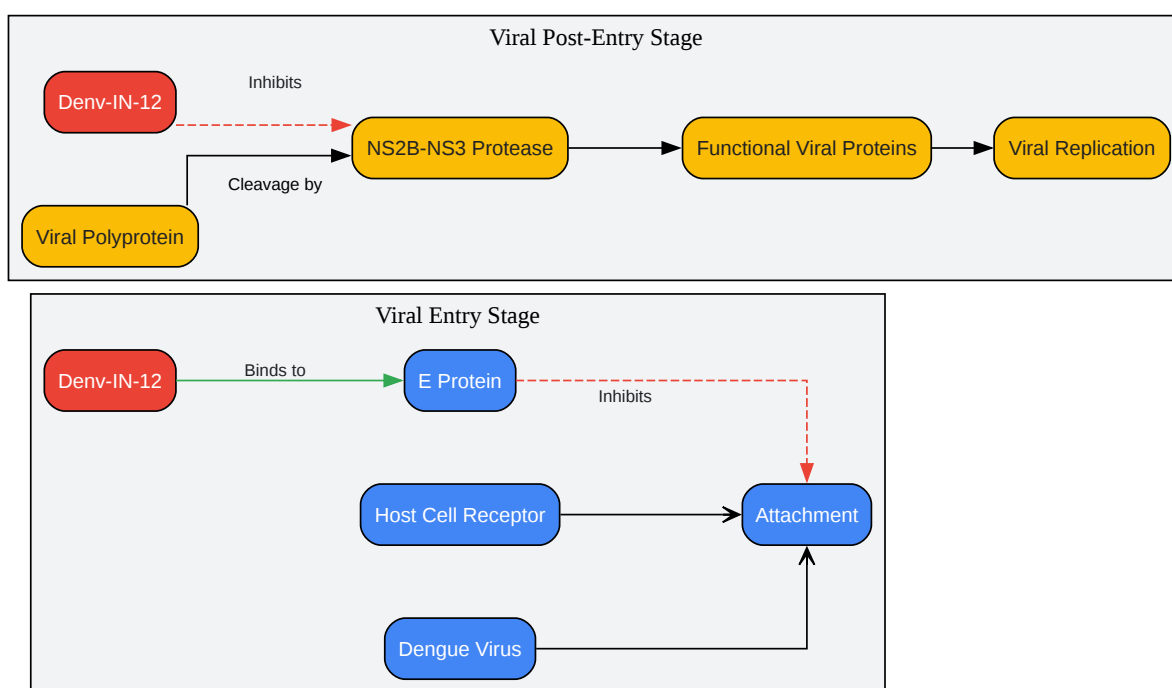 Viral Post-Entry Stage
Denv-IN-12
Inhibits
NS2B-NS3 Protease
Functional Viral Proteins
Viral Replication
Cleavage by
Viral Polyprotein
Viral Entry Stage
Denv-IN-12
Binds to
E Protein
Inhibits
Host Cell Receptor
Attachment
Dengue Virus